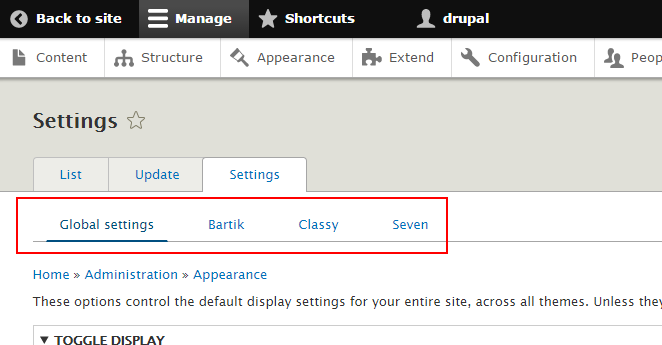 Back to site Manage Shortcuts drupal
Content Structure Appearance Extend Configuration Peop
Settings
List Update Settings
Global settings Bartik Classy Seven
Home » Administration » Appearance
These options control the default display settings for your entire site, across all themes. Unless they
▼ TOGGLE DISPLAY